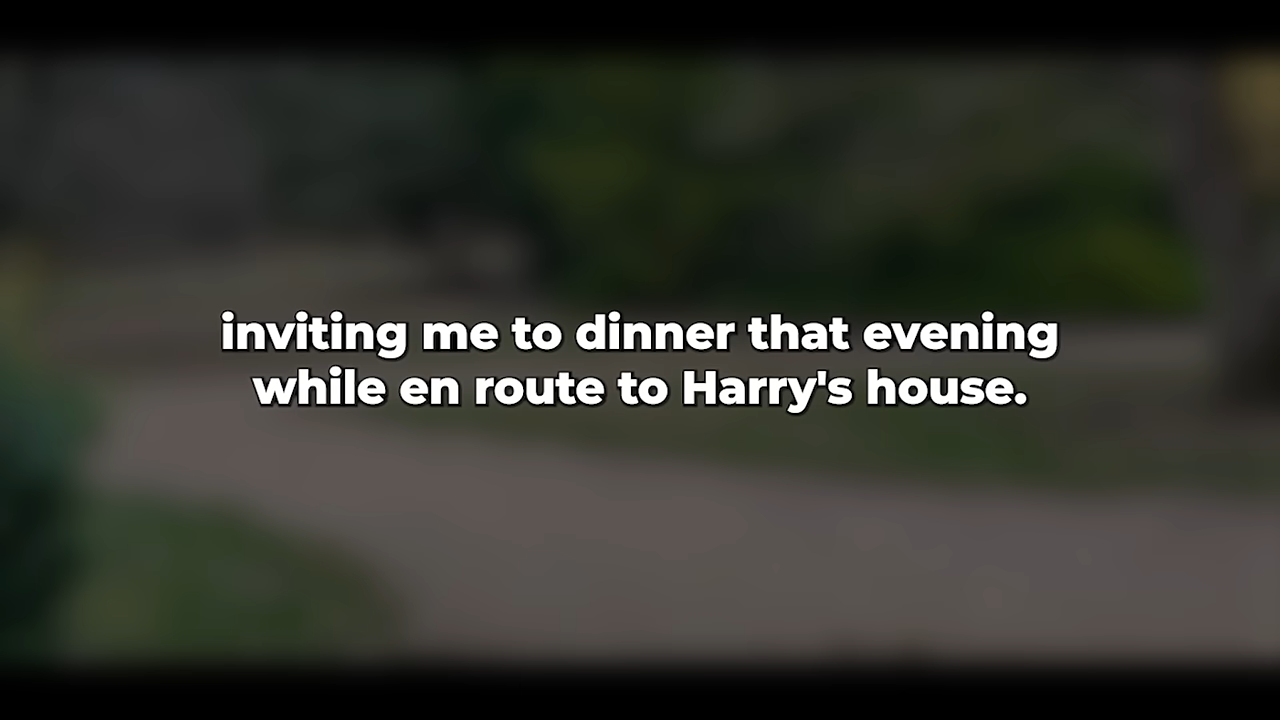 inviting me to dinner that evening
while en route to Harry's house.